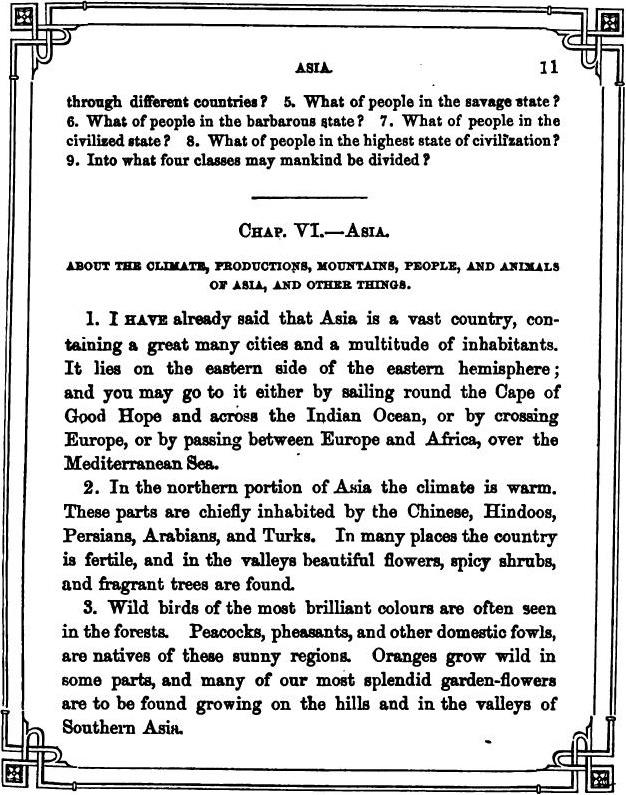 ASIA. 11
through different countries? 5. What of people in the savage state?
6. What of people in the barbarous state? 7. What of people in the
civilized state? 8. What of people in the highest state of civilization?
9. Into what four classes may mankind be divided?
CHAP. VI.—ASIA.
ABOUT THE CLIMATE, PRODUCTIONS, MOUNTAINS, PEOPLE, AND ANIMALS
OF ASIA, AND OTHER THINGS.
1. I HAVE already said that Asia is a vast country, con-
taining a great many cities and a multitude of inhabitants.
It lies on the eastern side of the eastern hemisphere;
and you may go to it either by sailing round the Cape of
Good Hope and across the Indian Ocean, or by crossing
Europe, or by passing between Europe and Africa, over the
Mediterranean Sea.
2. In the northern portion of Asia the climate is warm.
These parts are chiefly inhabited by the Chinese, Hindoos,
Persians, Arabians, and Turks. In many places the country
is fertile, and in the valleys beautiful flowers, spicy shrubs,
and fragrant trees are found.
3. Wild birds of the most brilliant colours are often seen
in the forests. Peacocks, pheasants, and other domestic fowls,
are natives of these sunny regions. Oranges grow wild in
some parts, and many of our most splendid garden-flowers
are to be found growing on the hills and in the valleys of
Southern Asia.